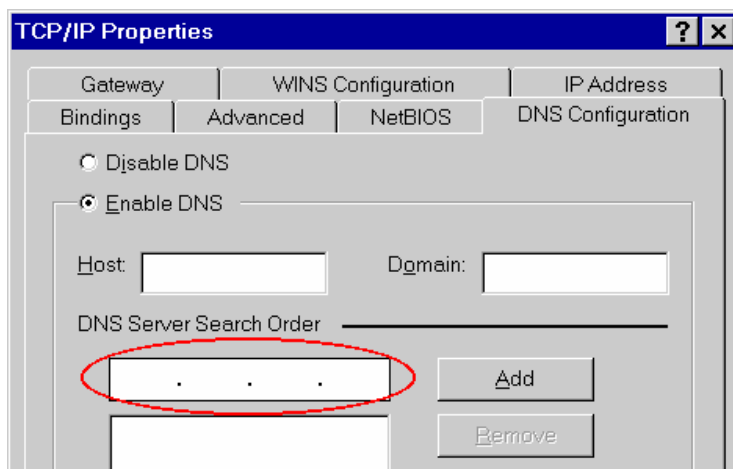 TCP/IP Properties ? ×
Gateway WINS Configuration IP Address
Bindings Advanced NetBIOS DNS Configuration
Disable DNS
Enable DNS
Host: Domain:
DNS Server Search Order
. . . Add
Remove